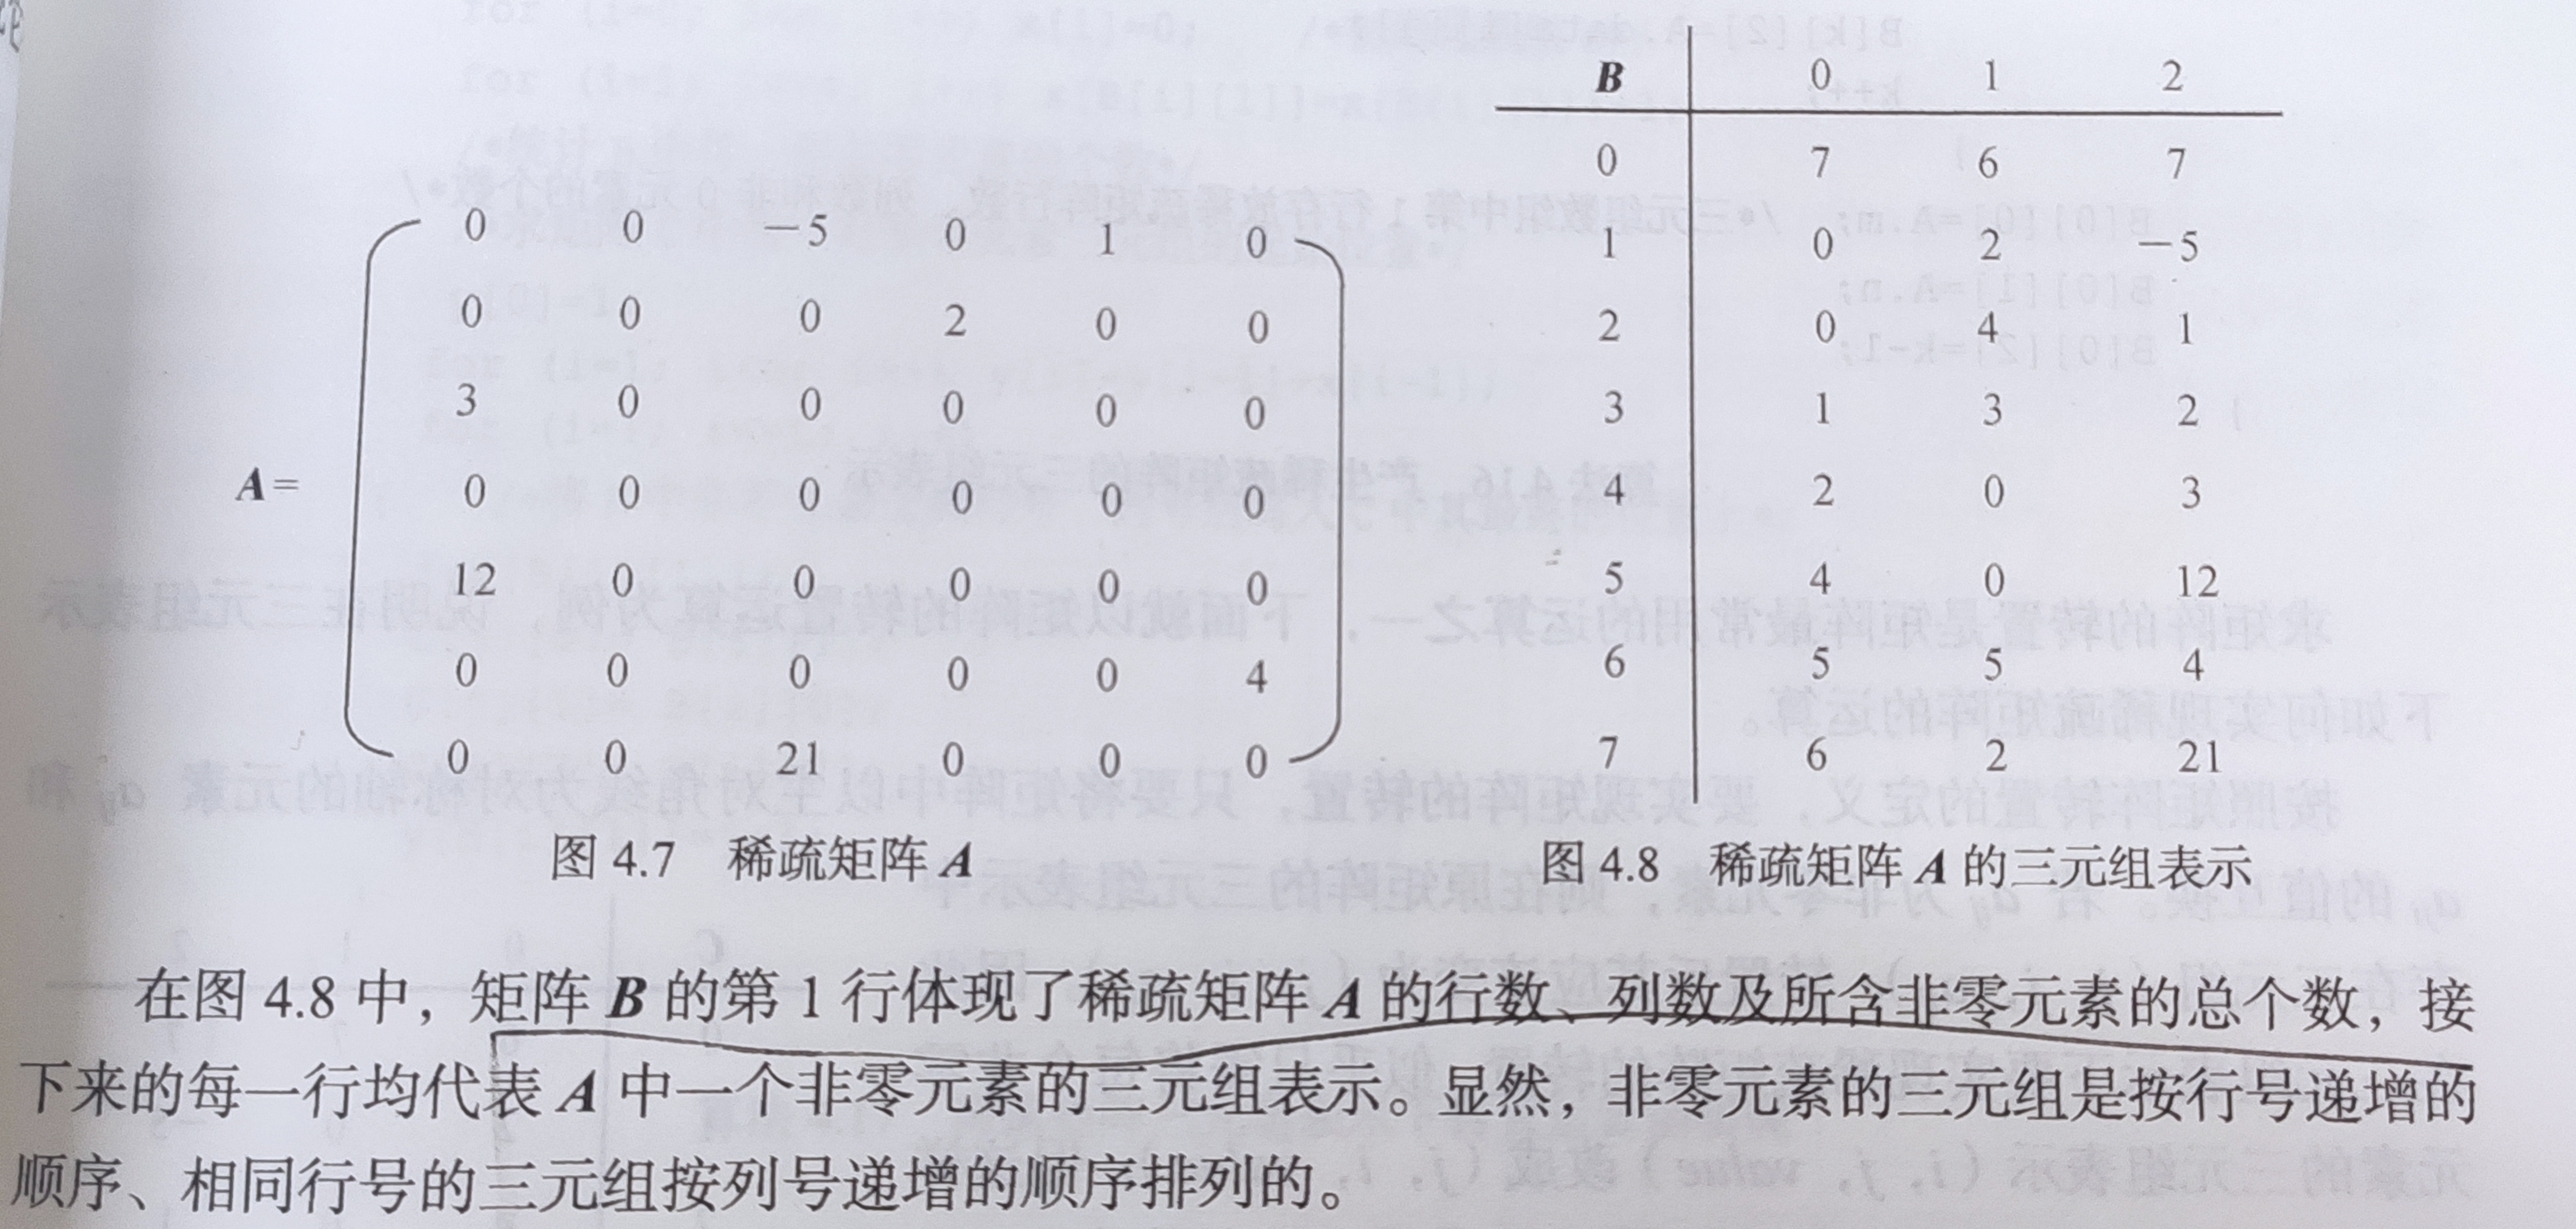 B 0 1 2
0 7 6 7
1 0 2 −5
2 0 4 1
3 1 3 2
4 2 0 3
5 4 0 12
6 5 5 4
7 6 2 21
0 0 −5 0 1 0
0 0 0 2 0 0
3 0 0 0 0 0
A= 0 0 0 0 0 0
12 0 0 0 0 0
0 0 0 0 0 4
0 0 21 0 0 0
图 4.7 稀疏矩阵 A
图 4.8 稀疏矩阵 A 的三元组表示
在图 4.8 中，矩阵 B 的第 1 行体现了稀疏矩阵 A 的行数、列数及所含非零元素的总个数，接
下来的每一行均代表 A 中一个非零元素的三元组表示。显然，非零元素的三元组是按行号递增的
顺序、相同行号的三元组按列号递增的顺序排列的。